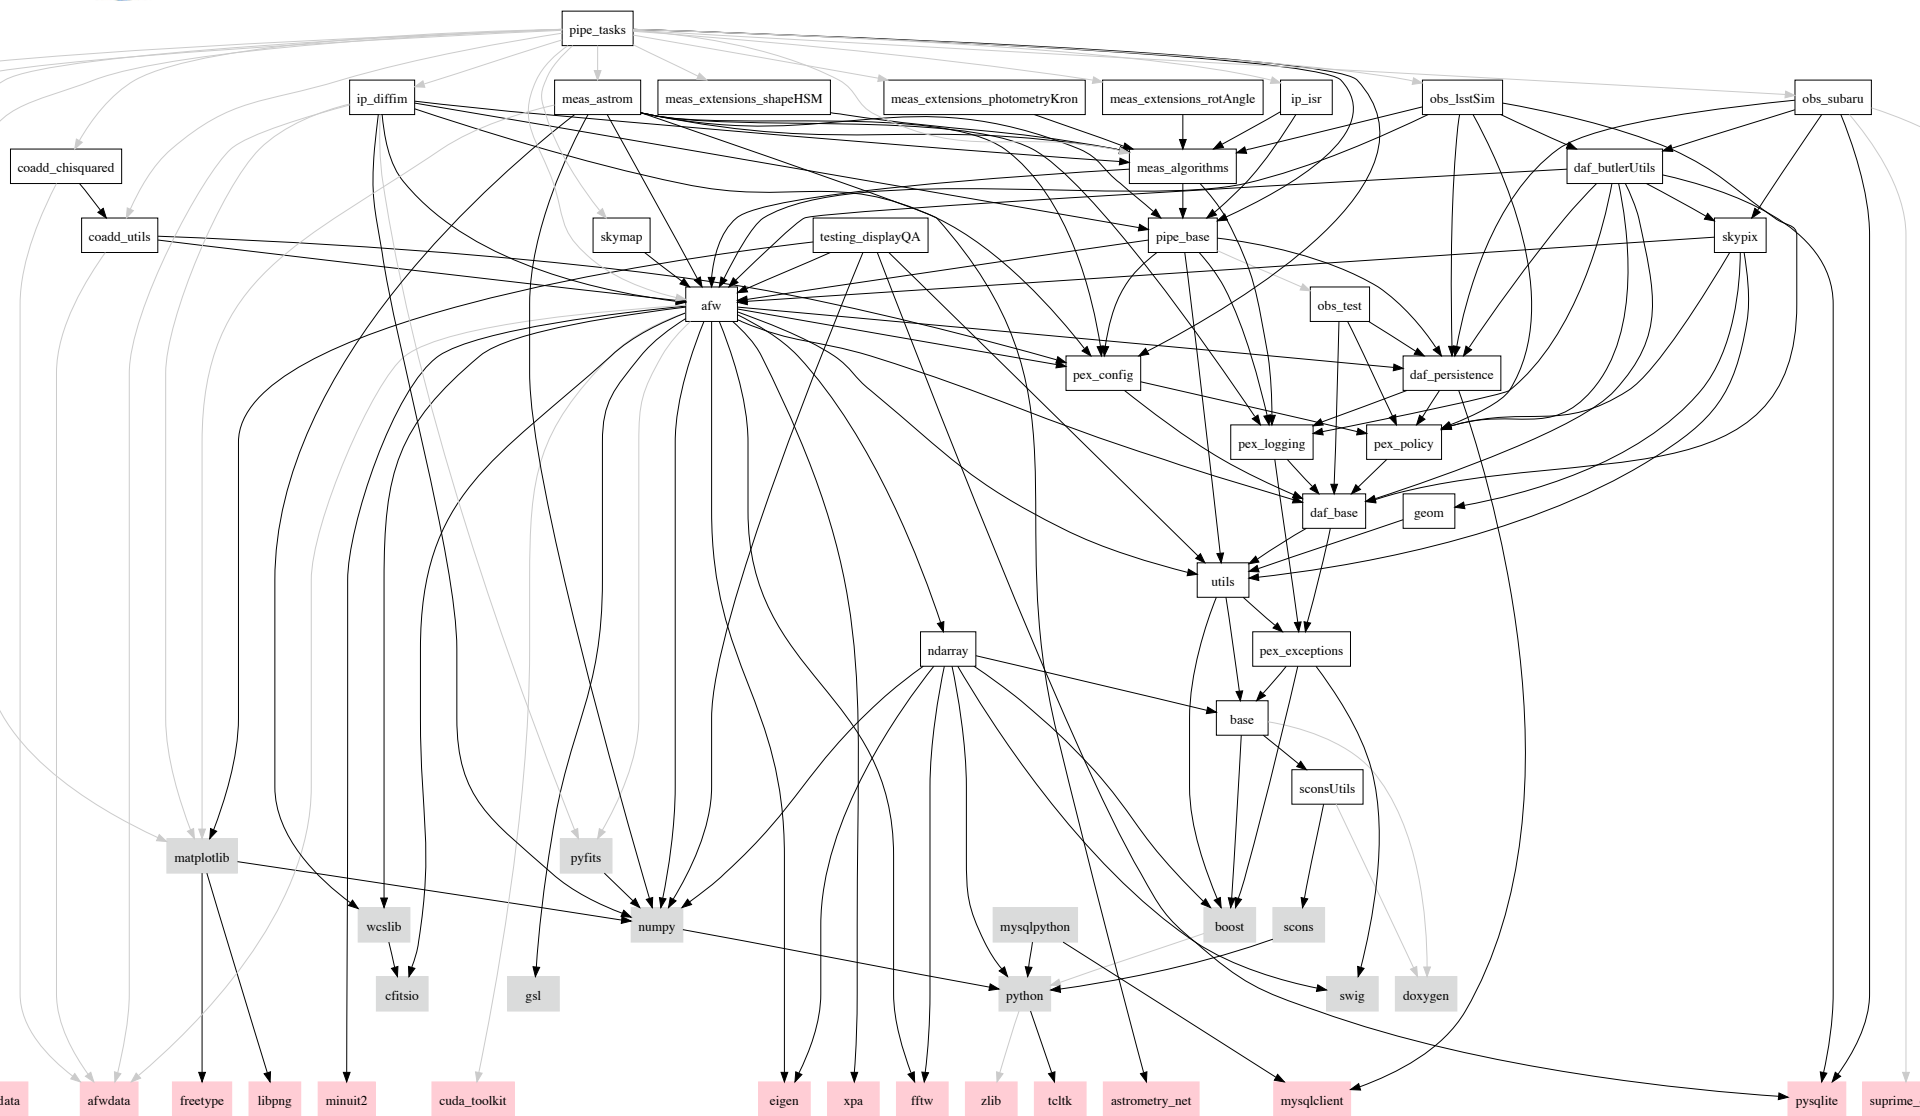 pipe_tasks
ip_diffim
meas_astrom
meas_extensions_shapeHSM
meas_extensions_photometryKron
meas_extensions_rotAngle
ip_isr
obs_lsstSim
obs_subaru
coadd_chisquared
meas_algorithms
daf_butlerUtils
coadd_utils
skymap
testing_displayQA
pipe_base
skypix
afw
obs_test
pex_config
daf_persistence
pex_logging
pex_policy
daf_base
geom
utils
ndarray
pex_exceptions
base
sconsUtils
matplotlib
pyfits
wcslib
numpy
mysqlpython
boost
scons
cfitsio
gsl
python
swig
doxygen
data
afwdata
freetype
libpng
minuit2
cuda_toolkit
eigen
xpa
fftw
zlib
tcltk
astrometry_net
mysqlclient
pysqlite
suprime_